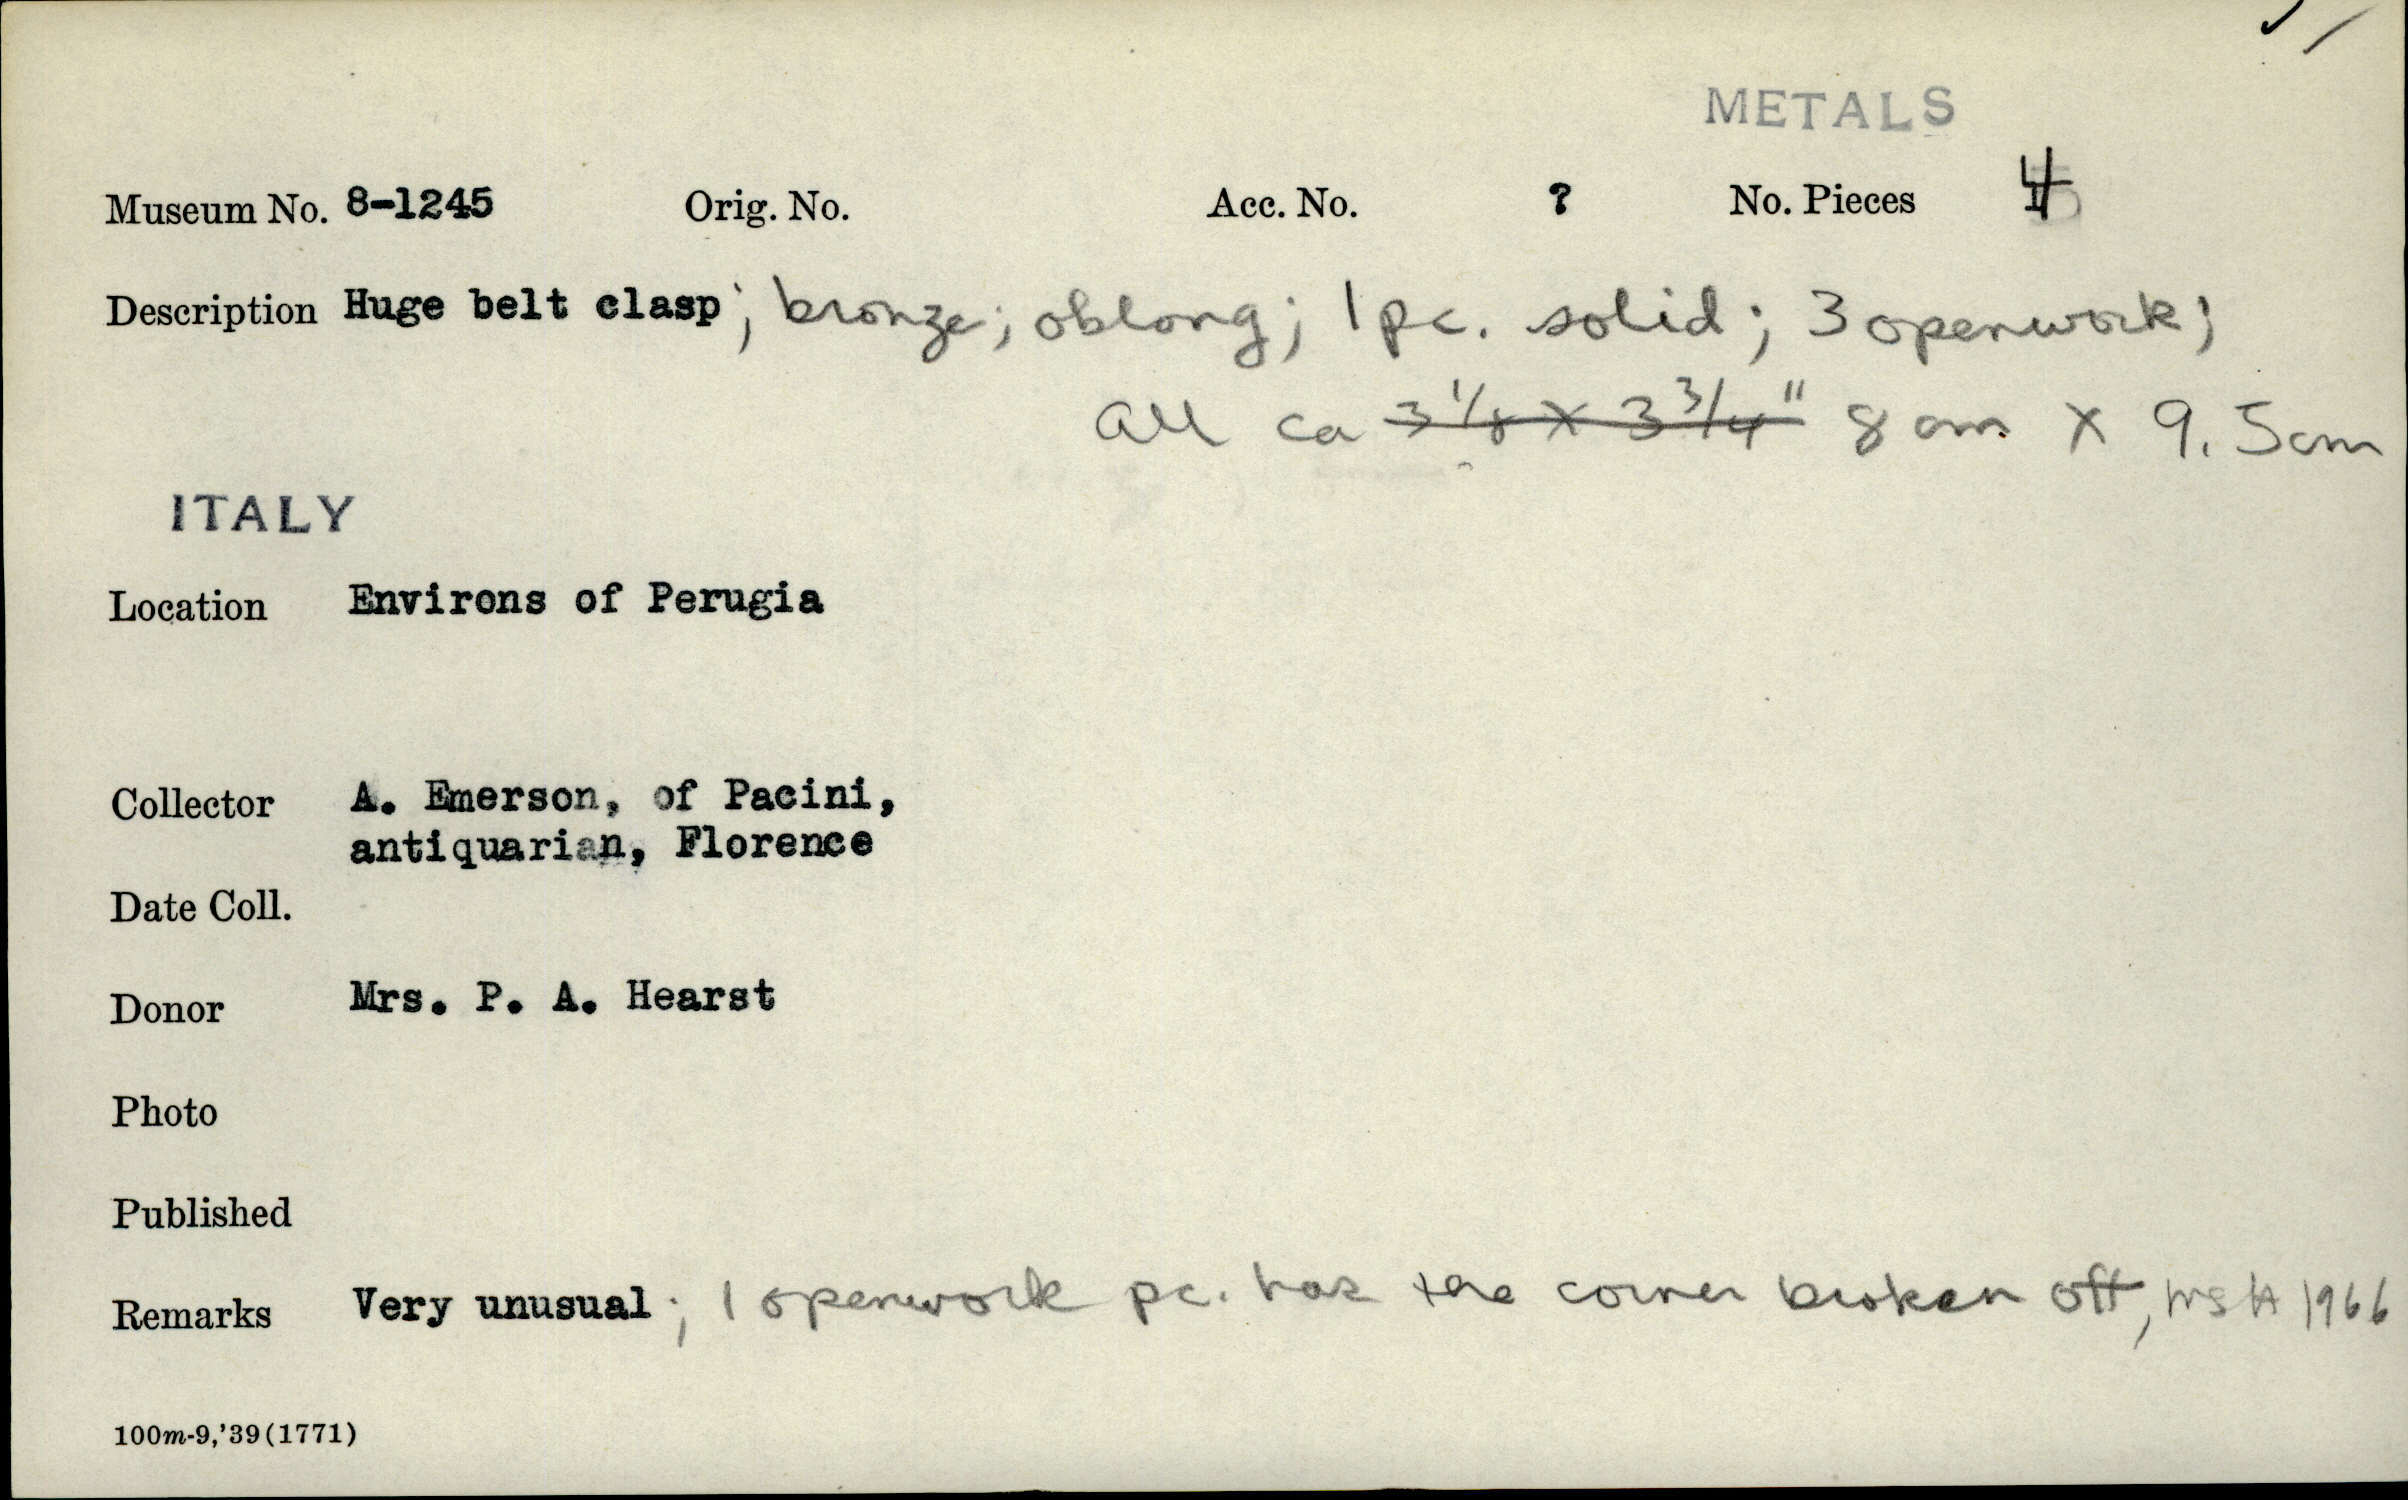 METALS
Museum No. 8-1245 Orig. No. Acc. No. ? No. Pieces 4
Description Huge belt clasp; bronze; oblong; 1 pc. solid; 3 openwork;
all ca 3 1/8 x 3 3/4" 8 cm x 9.5cm
ITALY
Location Environs of Perugia
Collector A. Emerson, of Pacini,
antiquarian, Florence
Date Coll.
Donor Mrs. P. A. Hearst
Photo
Published
Remarks Very unusual; 1 openwork pc. has the corner broken off, 1966
100m-9,'39(1771)